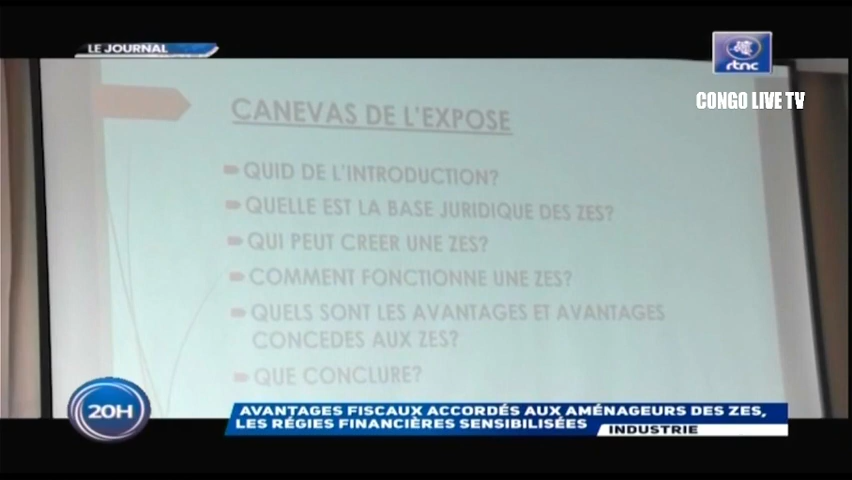 LE JOURNAL
rtnc
CONGO LIVE TV
CANEVAS DE L'EXPOSE
QUID DE L'INTRODUCTION?
QUELLE EST LA BASE JURIDIQUE DES ZES?
QUI PEUT CREER UNE ZES?
COMMENT FONCTIONNE UNE ZES?
QUELS SONT LES AVANTAGES ET AVANTAGES
CONCEDES AUX ZES?
QUE CONCLURE?
20H
AVANTAGES FISCAUX ACCORDÉS AUX AMÉNAGEURS DES ZES,
LES RÉGIES FINANCIÈRES SENSIBILISÉES
INDUSTRIE